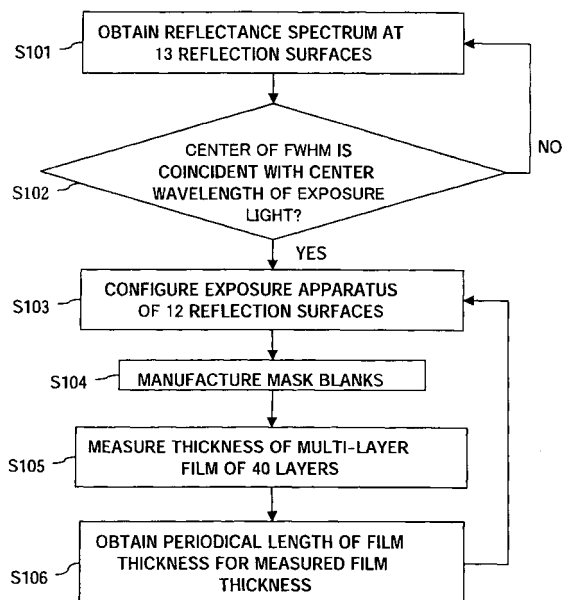 S101
OBTAIN REFLECTANCE SPECTRUM AT
13 REFLECTION SURFACES
S102
CENTER OF FWHM IS
COINCIDENT WITH CENTER
WAVELENGTH OF EXPOSURE
LIGHT?
NO
YES
S103
CONFIGURE EXPOSURE APPARATUS
OF 12 REFLECTION SURFACES
S104
MANUFACTURE MASK BLANKS
S105
MEASURE THICKNESS OF MULTI-LAYER
FILM OF 40 LAYERS
S106
OBTAIN PERIODICAL LENGTH OF FILM
THICKNESS FOR MEASURED FILM
THICKNESS